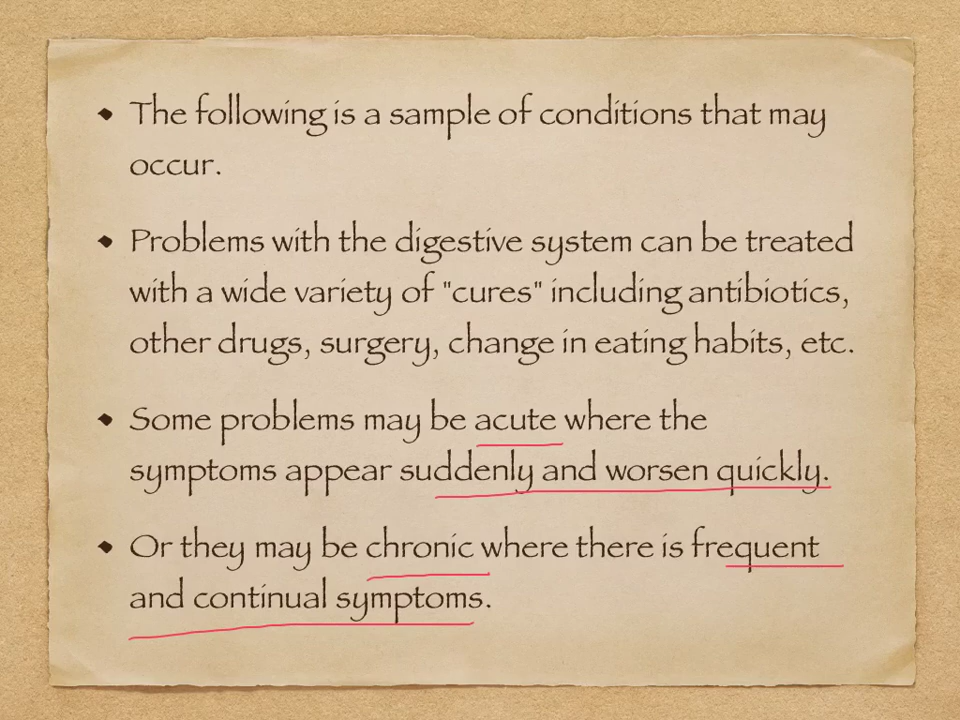 • The following is a sample of conditions that may
occur.
• Problems with the digestive system can be treated
with a wide variety of "cures" including antibiotics,
other drugs, surgery, change in eating habits, etc.
• Some problems may be acute where the
symptoms appear suddenly and worsen quickly.
• Or they may be chronic where there is frequent
and continual symptoms.